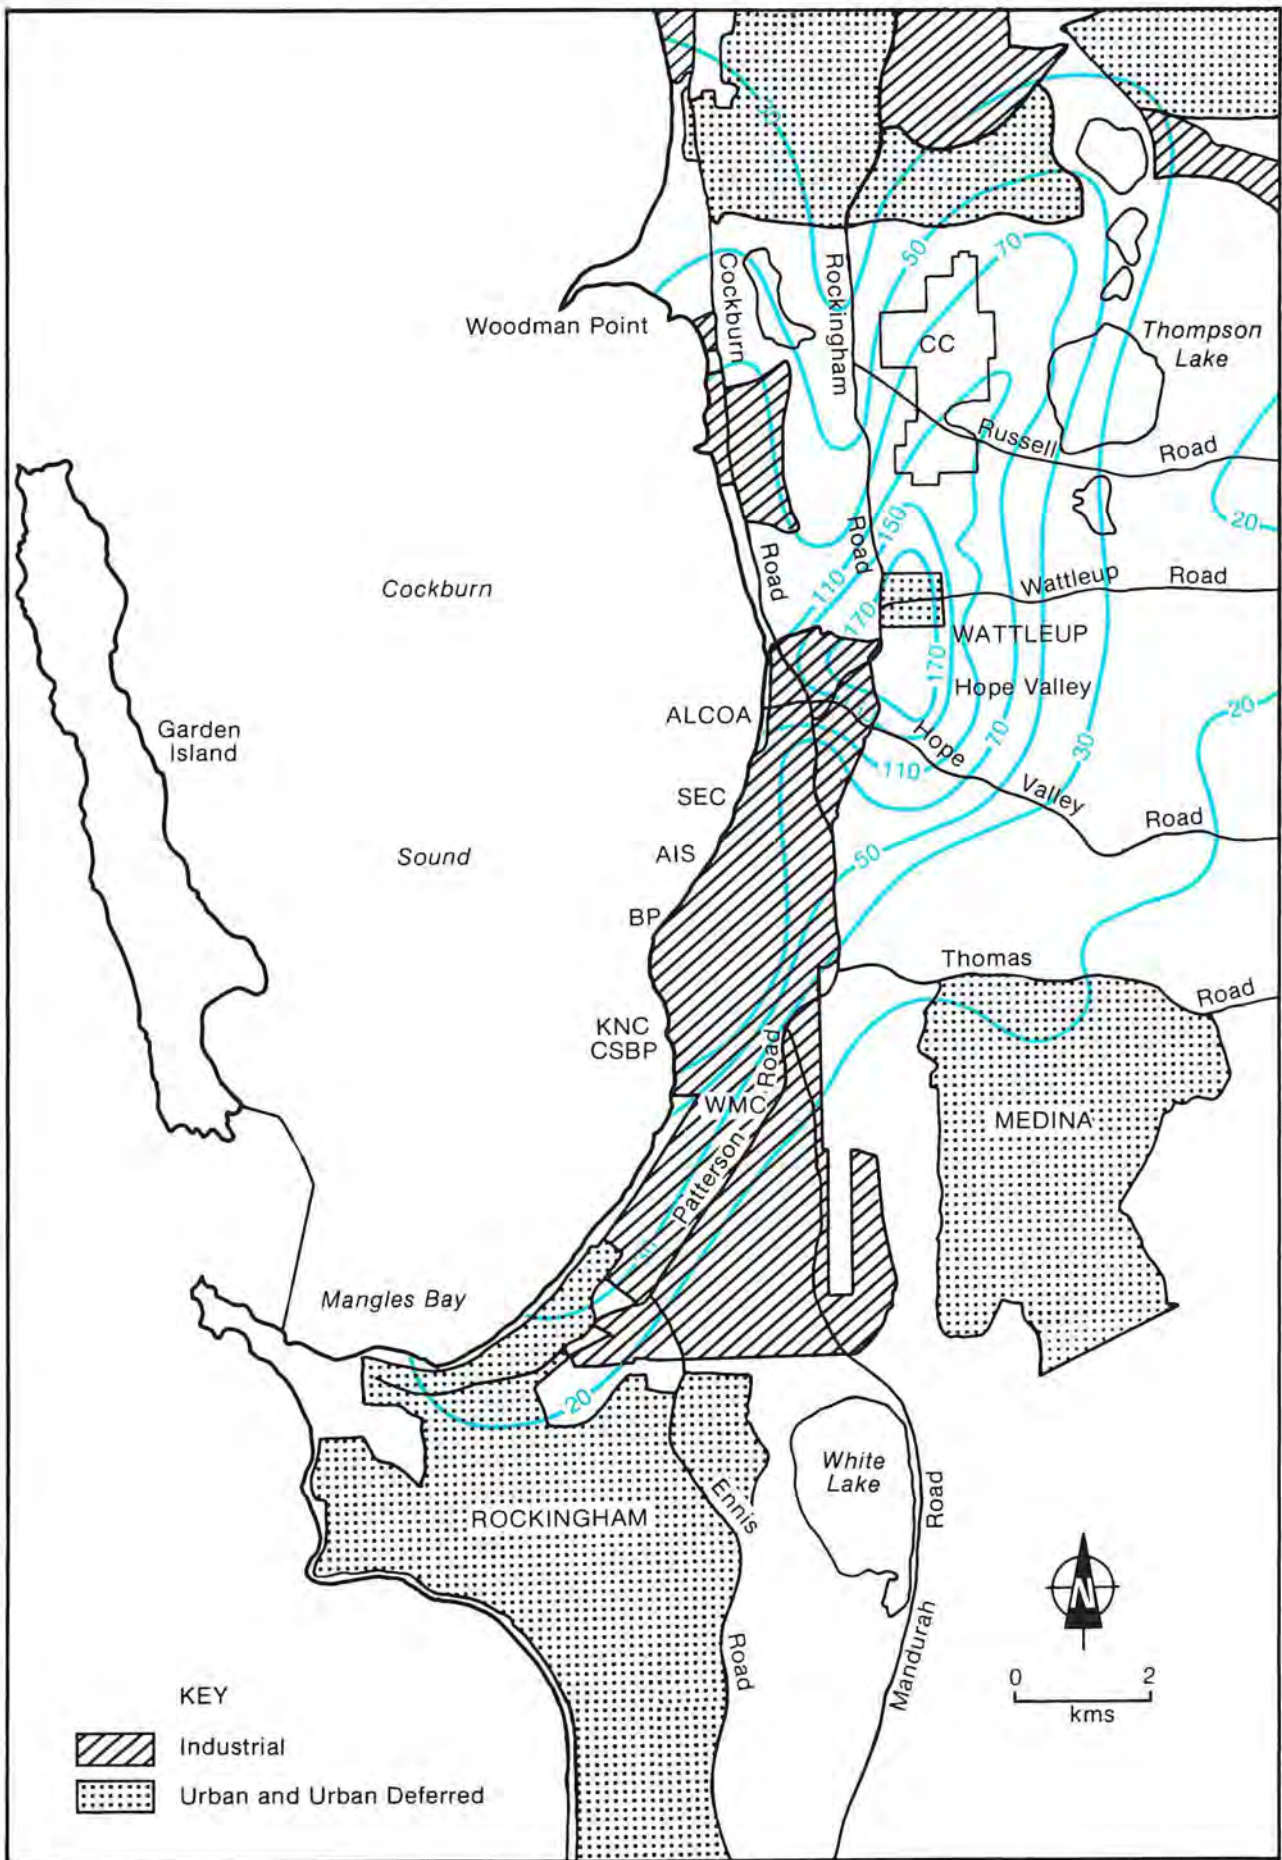 30
50
70
Cockburn
Rockingham
Woodman Point
CC
Thompson
Lake
Russell
Road
20
150
Road
Road
110
Cockburn
Wattleup
Road
170
WATTLEUP
170
Hope Valley
ALCOA
Garden
Island
Hope
70
30
20
110
SEC
Valley
Road
AIS
50
Sound
BP
Thomas
Road
KNC
CSBP
Road
WMC
MEDINA
Patterson
Mangles Bay
20
White
Lake
Road
Ennis
ROCKINGHAM
N
Road
Mandurah
0 2
kms
KEY
Industrial
Urban and Urban Deferred